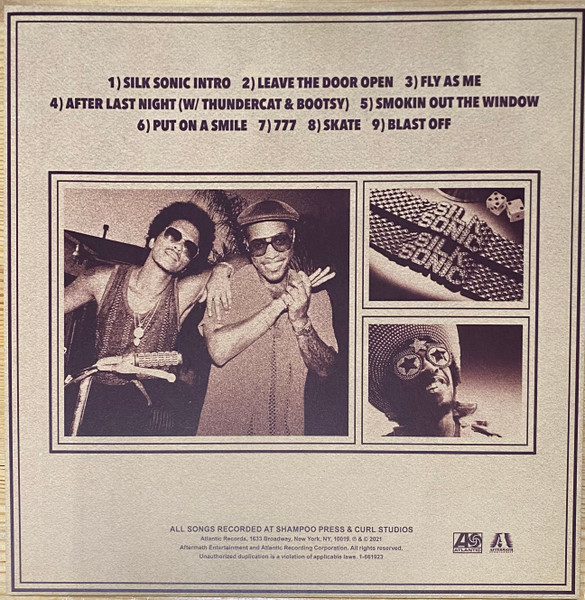 1) SILK SONIC INTRO 2) LEAVE THE DOOR OPEN 3) FLY AS ME
4) AFTER LAST NIGHT (W/ THUNDERCAT & BOOTSY) 5) SMOKIN OUT THE WINDOW
6) PUT ON A SMILE 7) 777 8) SKATE 9) BLAST OFF
SILK
SONIC
SILK
SONIC
ALL SONGS RECORDED AT SHAMPOO PRESS & CURL STUDIOS
Atlantic Records, 1633 Broadway, New York, NY, 10019. ℗ & © 2021
Aftermath Entertainment and Atlantic Recording Corporation. All rights reserved.
Unauthorized duplication is a violation of applicable laws. 1-661923
ATLANTIC
AFTERMATH